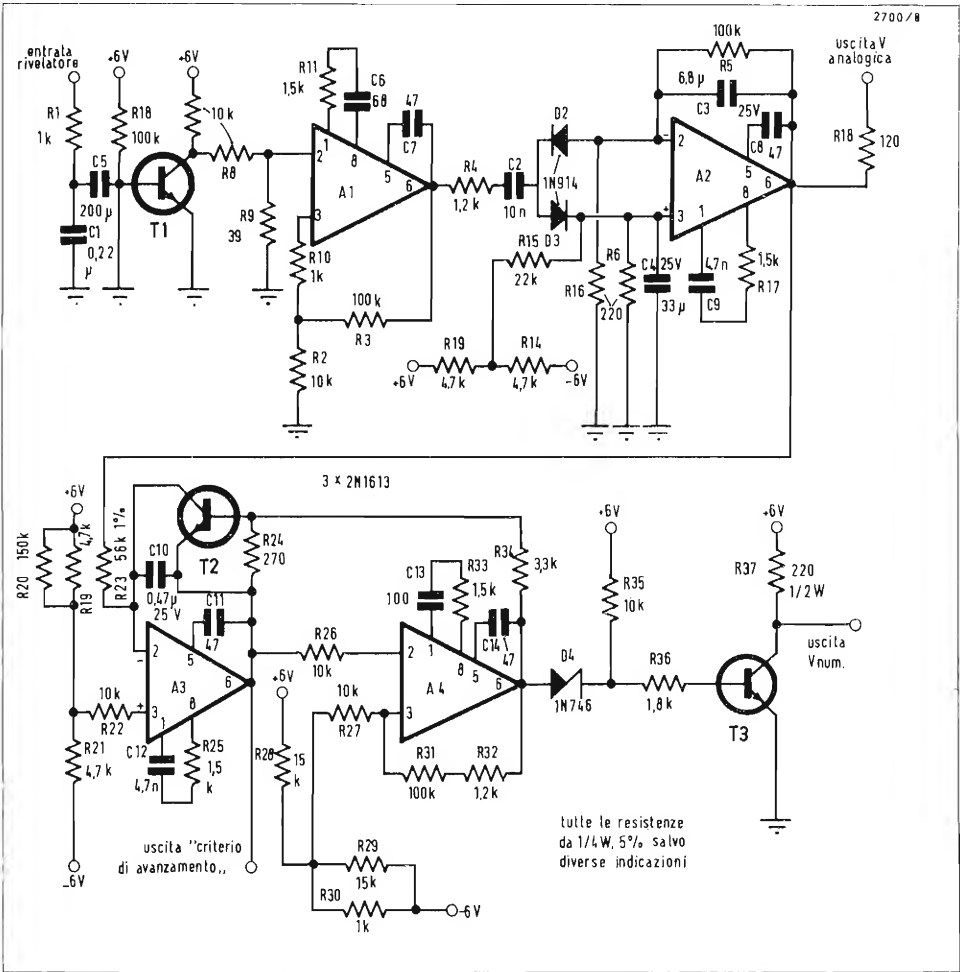 2700/8
entrata
rivelatore
+6V
+6V
R1
1k
R18
100k
10k
R8
C5
200µ
C1
0,22
µ
T1
R9
39
R11
1,5k
C6
68
47
C7
1
2
8
5
A1
6
3
R10
1k
100k
R3
R2
10k
R4
1,2k
C2
10n
D2
1N914
D3
R15
22k
R19
4,7k
R14
4,7k
+6V
-6V
R16
R6
220
C4
25V
33µ
100k
R5
6,8µ
C3
25V
C8
47
-
2
5
A2
6
8
+
3
1
4,7n
C9
1,5k
R17
uscita V
analogica
R18
120
3 × 2N1613
+6V
R20 150k
4,7k
R19
R23 56k 1%
C10
0,47µ
25V
T2
R24
270
C11
47
-
2
5
A3
6
+
3
8
1
10k
R22
R21
4,7k
C12
4,7n
R25
1,5
k
-6V
uscita "criterio
di avanzamento„
R26
10k
+6V
R28
15
k
10k
R27
C13
100
R33
1,5k
C14
47
R34
3,3k
2
1
8
5
A4
6
3
R31
100k
R32
1,2k
R29
15k
R30
1k
-6V
D4
1N746
+6V
R35
10k
R36
1,8k
T3
+6V
R37
220
1/2W
uscita
Vnum.
tutte le resistenze
da 1/4W, 5% salvo
diverse indicazioni